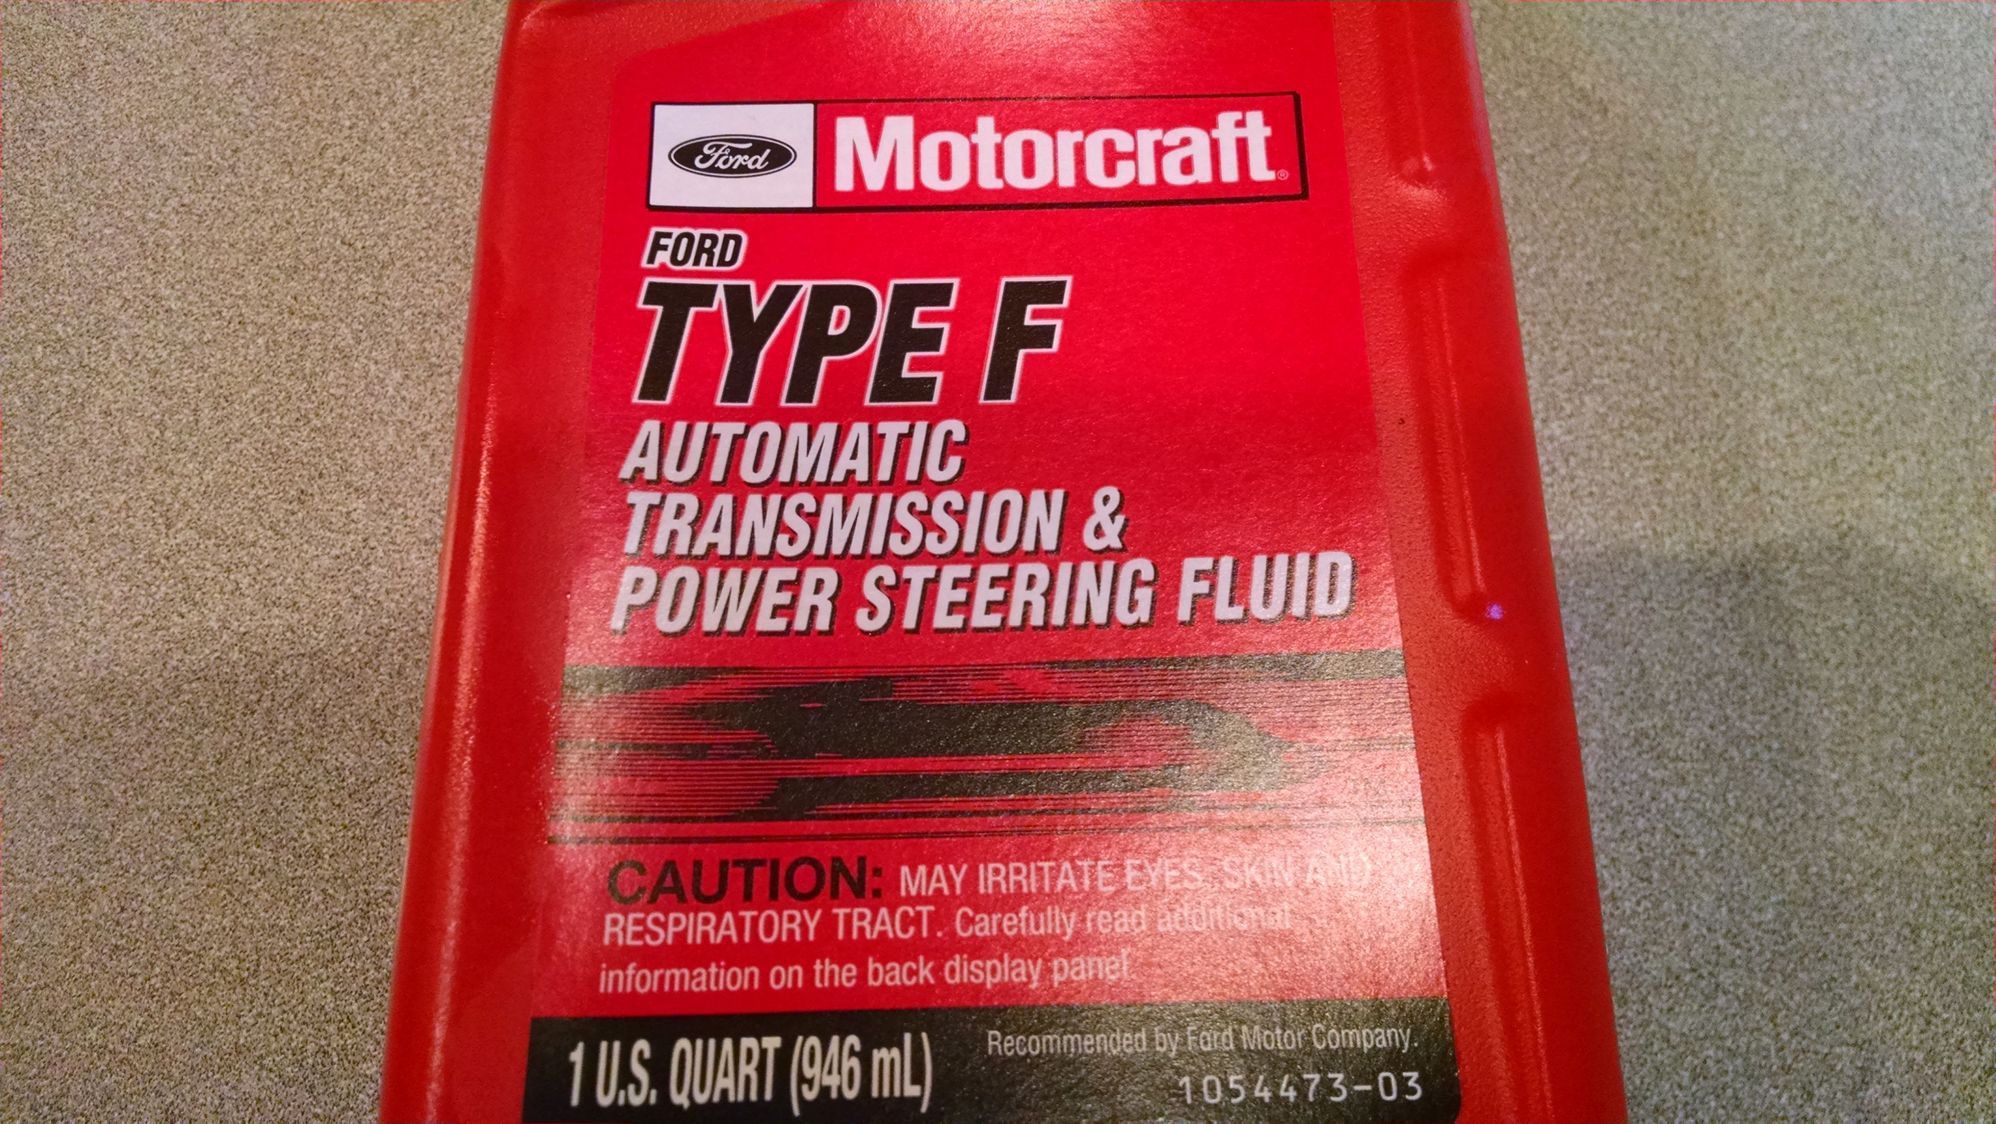 Ford Motorcraft®
FORD
TYPE F
AUTOMATIC
TRANSMISSION &
POWER STEERING FLUID
CAUTION: MAY IRRITATE EYES, SKIN AND
RESPIRATORY TRACT. Carefully read additional
information on the back display panel.
1 U.S. QUART (946 mL)
Recommended by Ford Motor Company.
1054473-03